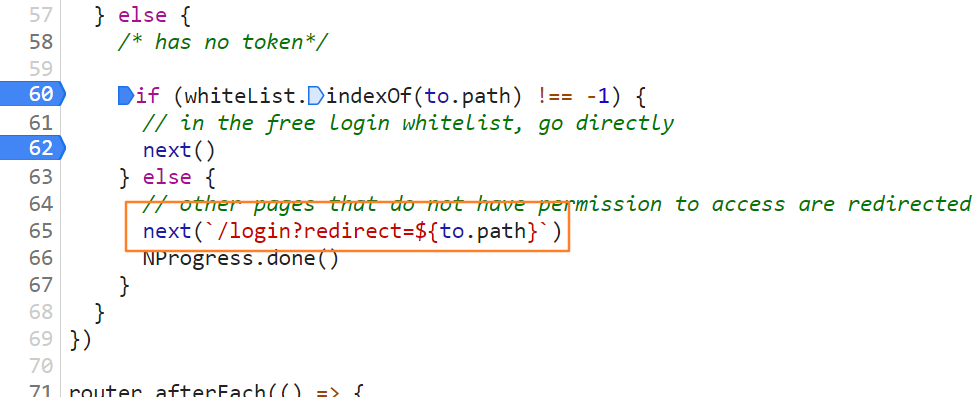 57 } else {
58 /* has no token*/
59
60 if (whiteList.indexOf(to.path) !== -1) {
61 // in the free login whitelist, go directly
62 next()
63 } else {
64 // other pages that do not have permission to access are redirected
65 next(`/login?redirect=${to.path}`)
66 NProgress.done()
67 }
68 }
69 })
70
71 router.afterEach(() => {